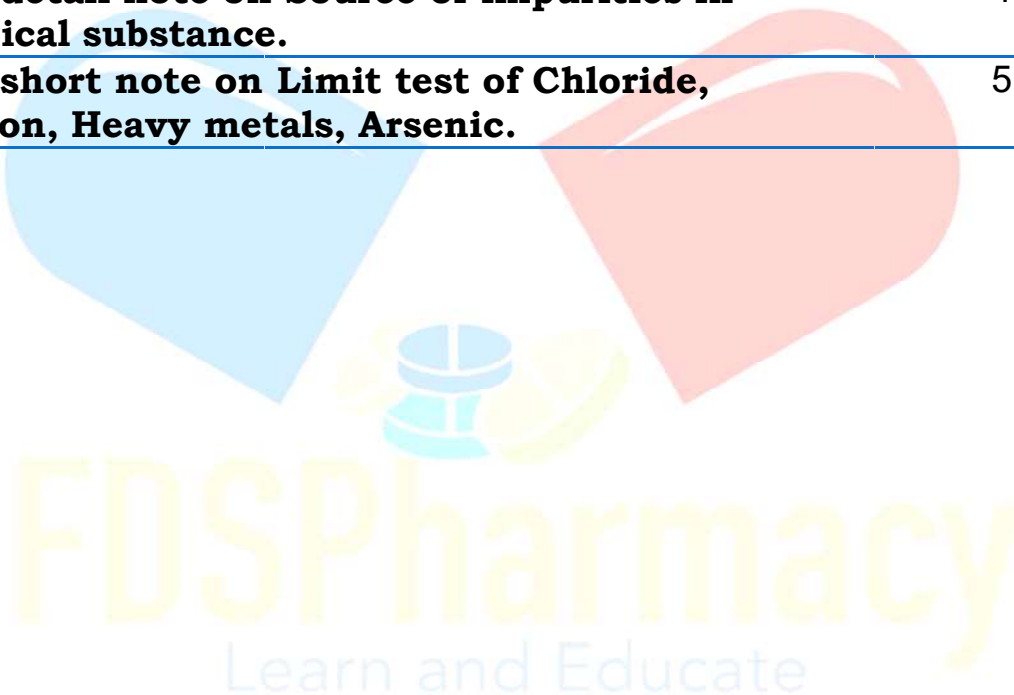 detail note on Source of impurities in
ical substance.
short note on Limit test of Chloride, 5
on, Heavy metals, Arsenic.
FDSPharmacy
Learn and Educate